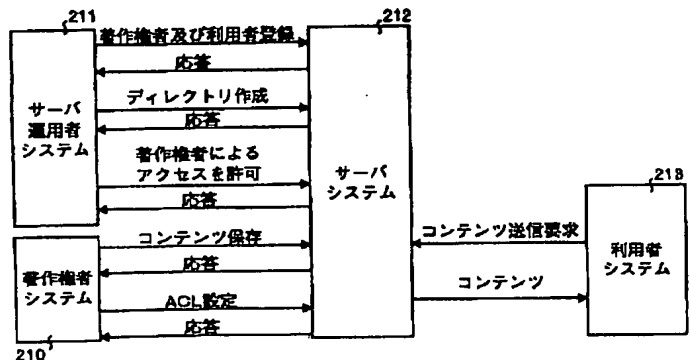 211
著作権者及び利用者登録
応答
ディレクトリ作成
応答
著作権者による
アクセスを許可
応答
サーバ
運用者
システム
コンテンツ保存
応答
ACL設定
応答
著作権者
システム
210
212
サーバ
システム
コンテンツ送信要求
コンテンツ
213
利用者
システム